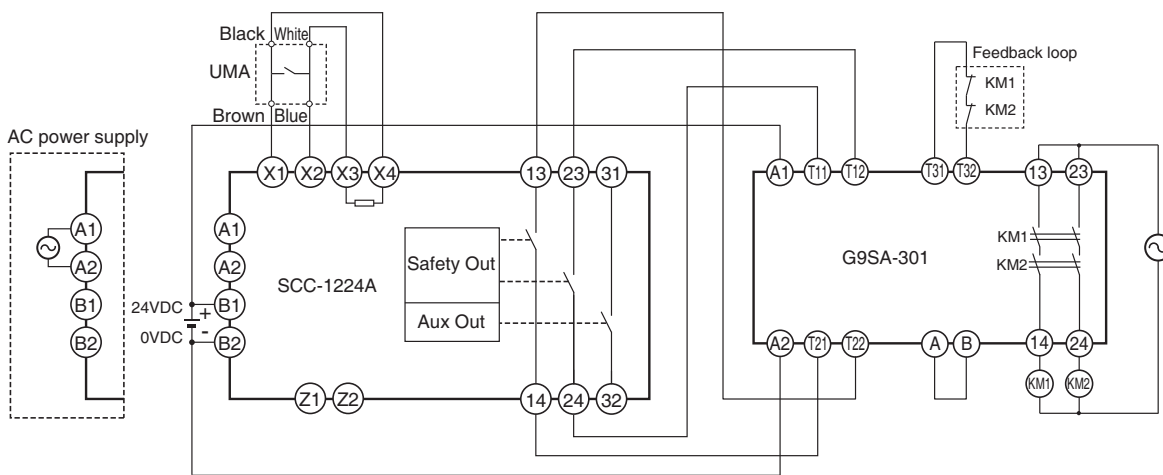 AC power supply
A1
A2
B1
B2
Black White
UMA
Brown Blue
X1 X2 X3 X4 13 23 31
A1
A2
24VDC + B1
0VDC - B2
SCC-1224A
Safety Out
Aux Out
Z1 Z2 14 24 32
Feedback loop
KM1
KM2
A1 T11 T12 T31 T32 13 23
G9SA-301
KM1
KM2
A2 T21 T22 A B 14 24
KM1 KM2